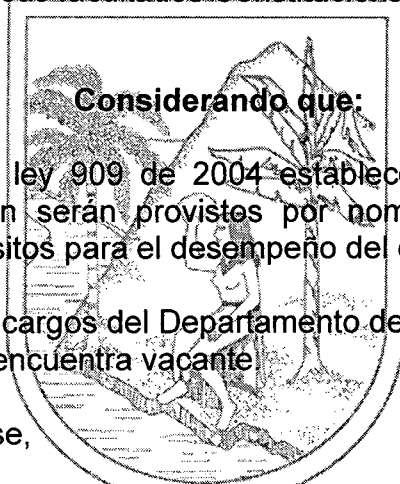 Considerando que:
ley 909 de 2004 establece
n serán provistos por nom
sitos para el desempeño del c
cargos del Departamento de
encuentra vacante.
se,